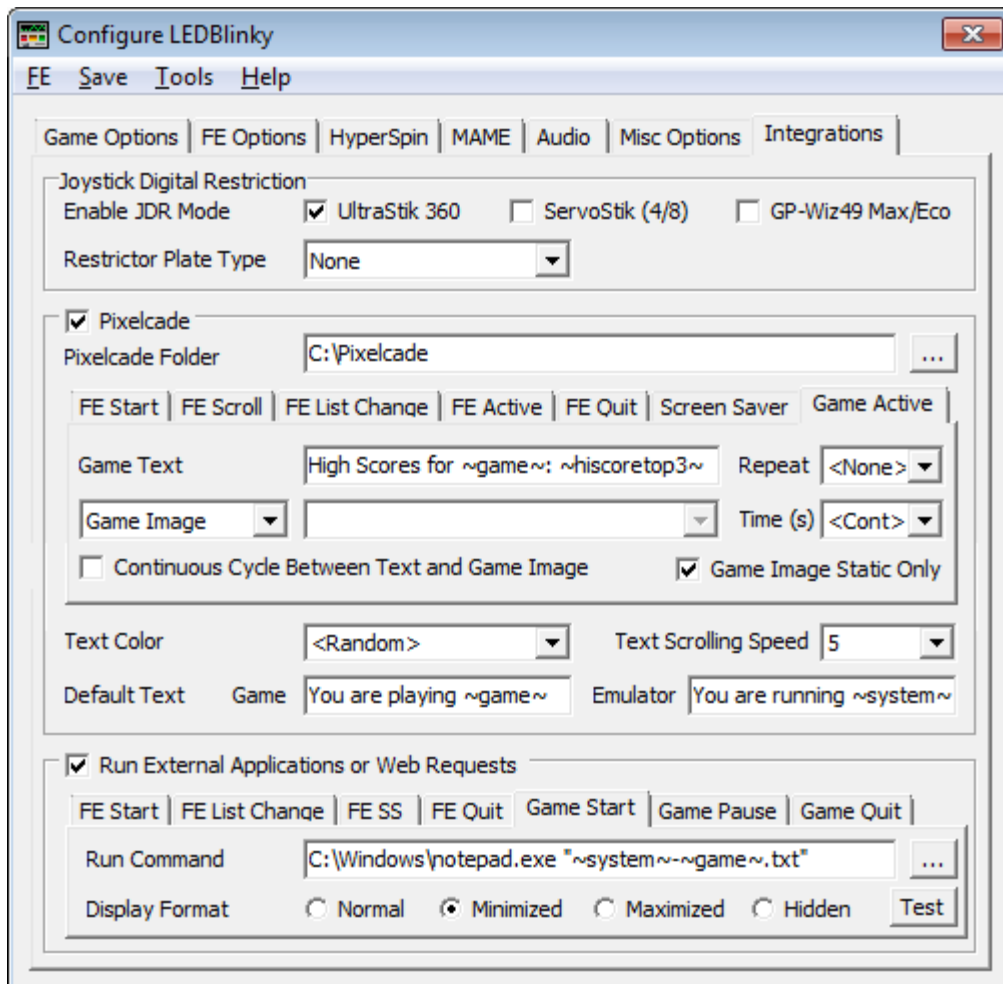 Configure LEDBlinky
FE Save Tools Help
Game Options FE Options HyperSpin MAME Audio Misc Options Integrations
Joystick Digital Restriction
Enable JDR Mode UltraStik 360 ServoStik (4/8) GP-Wiz49 Max/Eco
Restrictor Plate Type None
Pixelcade
Pixelcade Folder C:\Pixelcade ...
FE Start FE Scroll FE List Change FE Active FE Quit Screen Saver Game Active
Game Text High Scores for ~game~: ~hiscoretop3~ Repeat <None>
Game Image Time (s) <Cont>
Continuous Cycle Between Text and Game Image Game Image Static Only
Text Color <Random> Text Scrolling Speed 5
Default Text Game You are playing ~game~ Emulator You are running ~system~
Run External Applications or Web Requests
FE Start FE List Change FE SS FE Quit Game Start Game Pause Game Quit
Run Command C:\Windows\notepad.exe "~system~-~game~.txt" ...
Display Format Normal Minimized Maximized Hidden Test